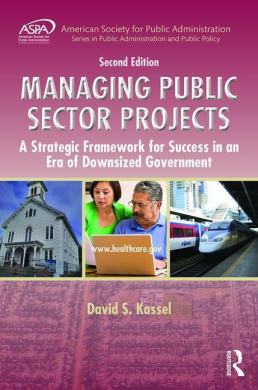 ASPA
American Society for
Public Administration
American Society for Public Administration
Series in Public Administration and Public Policy
Second Edition
MANAGING PUBLIC
SECTOR PROJECTS
A Strategic Framework for Success in an
Era of Downsized Government
www.healthcare.gov
David S. Kassel
R
ROUTLEDGE